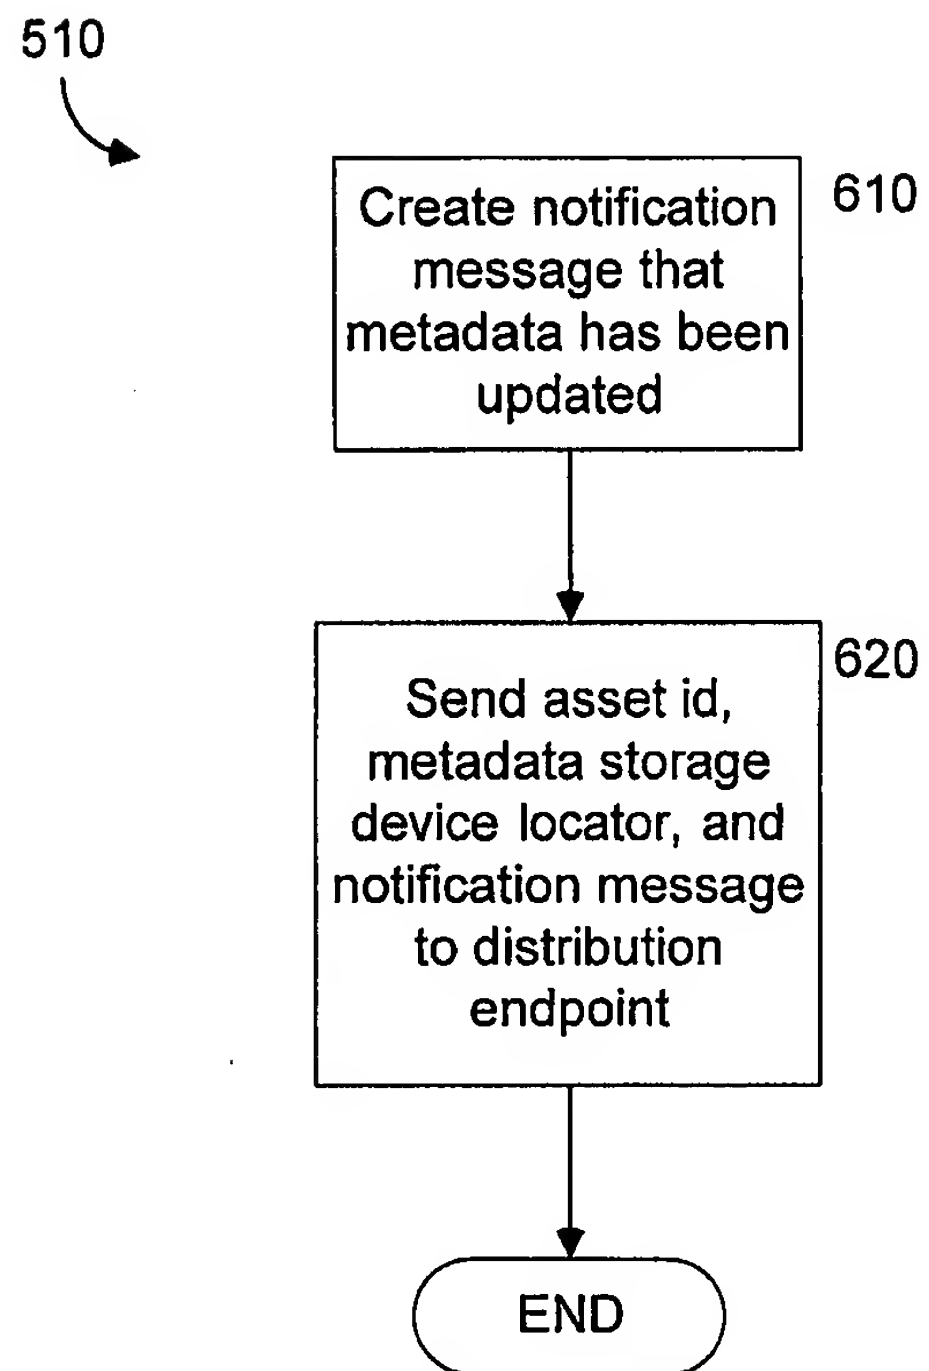 510
610
Create notification
message that
metadata has been
updated
620
Send asset id,
metadata storage
device locator, and
notification message
to distribution
endpoint
END